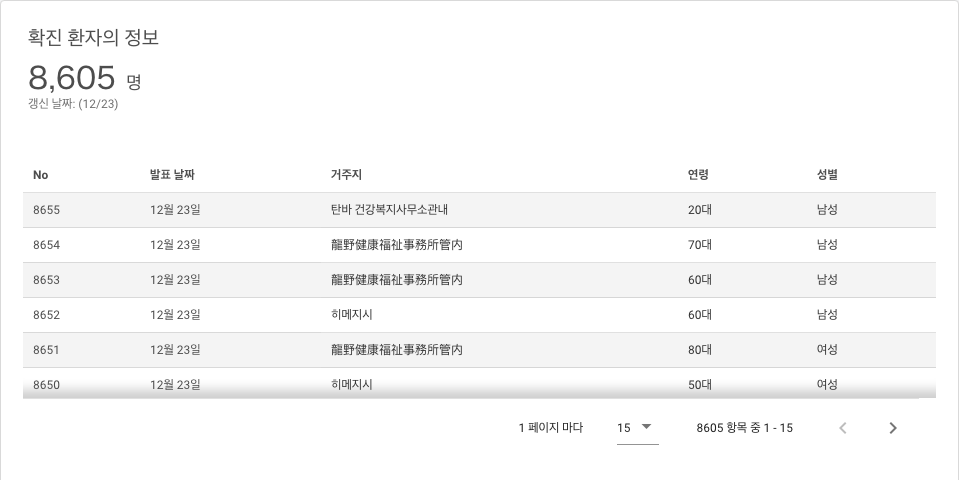 확진 환자의 정보
8,605 명
갱신 날짜: (12/23)
No 발표 날짜 거주지 연령 성별
8655 12월 23일 탄바 건강복지사무소관내 20대 남성
8654 12월 23일 龍野健康福祉事務所管内 70대 남성
8653 12월 23일 龍野健康福祉事務所管内 60대 남성
8652 12월 23일 히메지시 60대 남성
8651 12월 23일 龍野健康福祉事務所管内 80대 여성
8650 12월 23일 히메지시 50대 여성
1 페이지 마다 15 8605 항목 중 1 - 15